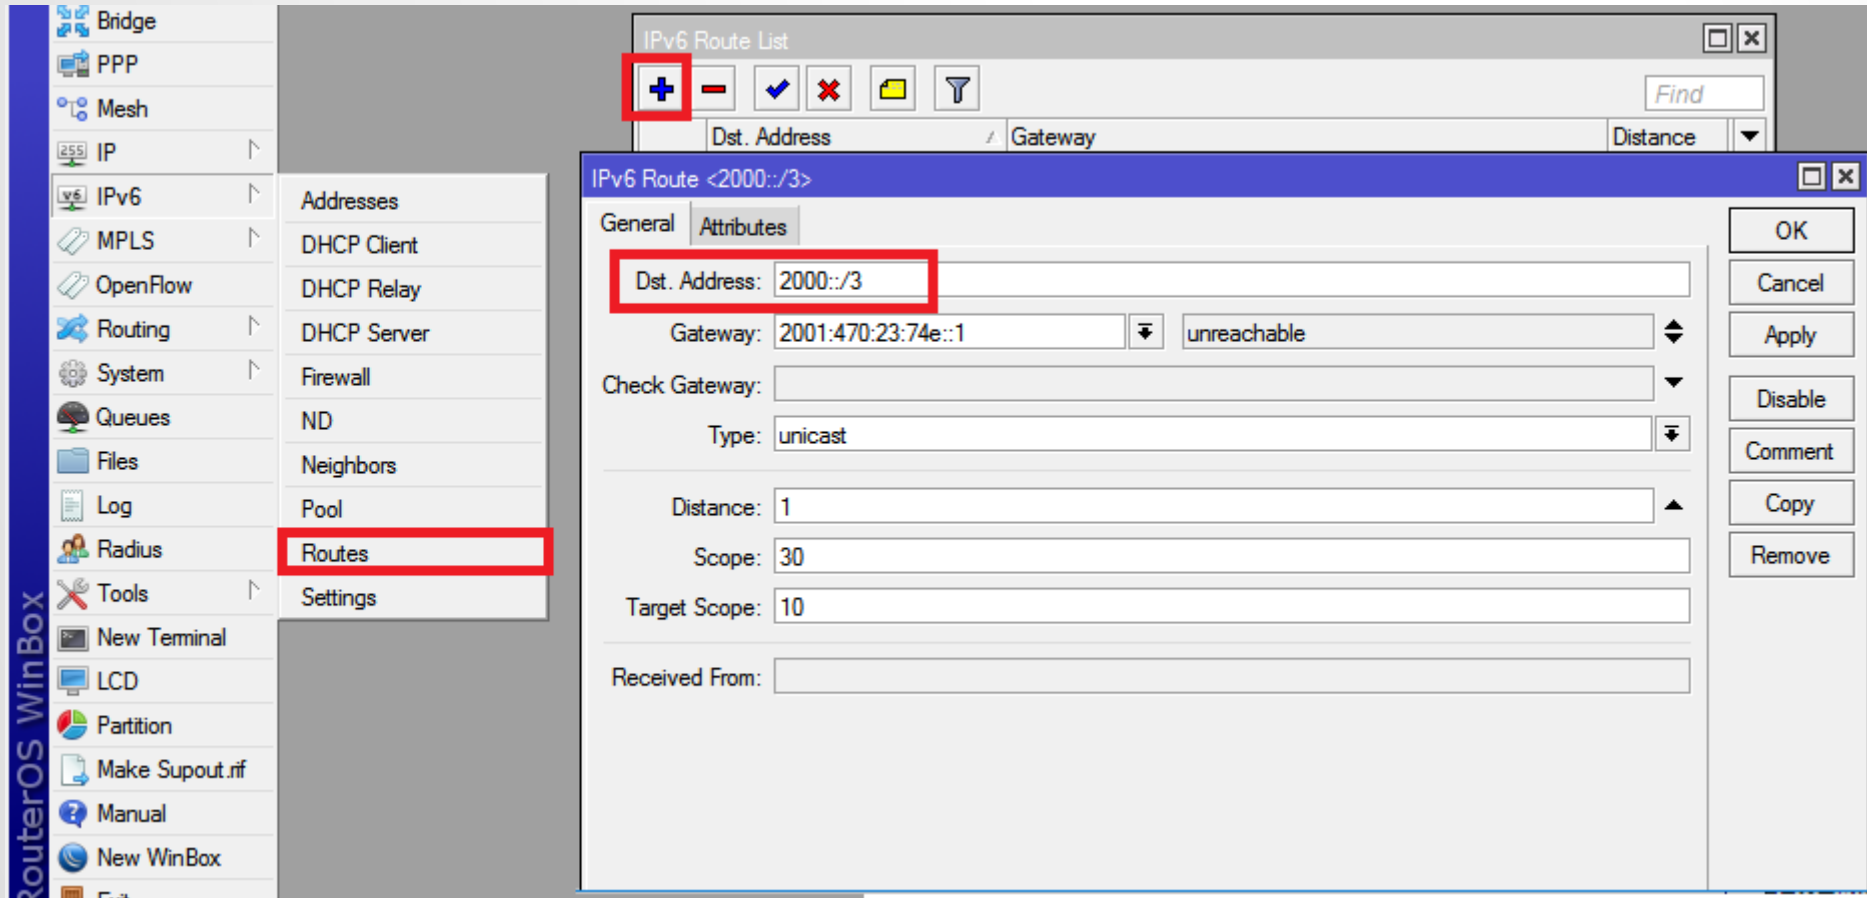 Bridge
PPP
Mesh
255 IP
v6 IPv6
MPLS
OpenFlow
Routing
System
Queues
Files
Log
Radius
Tools
New Terminal
LCD
Partition
Make Supout.rif
Manual
New WinBox
RouterOS WinBox
Addresses
DHCP Client
DHCP Relay
DHCP Server
Firewall
ND
Neighbors
Pool
Routes
Settings
IPv6 Route List
Find
Dst. Address Gateway Distance
IPv6 Route <2000::/3>
General Attributes
Dst. Address: 2000::/3
Gateway: 2001:470:23:74e::1 unreachable
Check Gateway:
Type: unicast
Distance: 1
Scope: 30
Target Scope: 10
Received From:
OK
Cancel
Apply
Disable
Comment
Copy
Remove